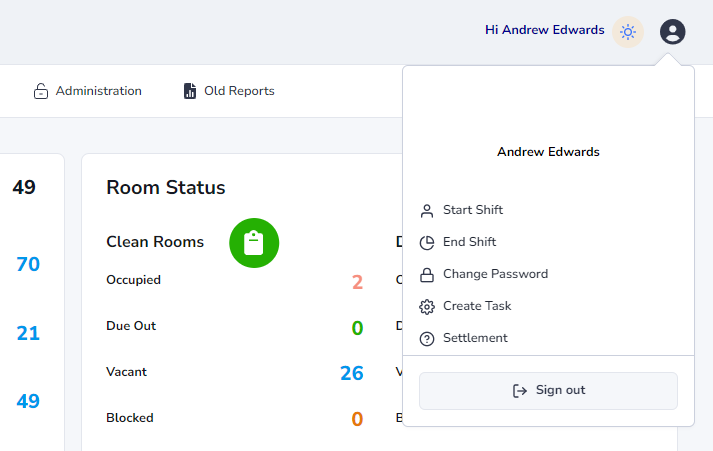 Hi Andrew Edwards
Administration
Old Reports
49
70
21
49
Room Status
Clean Rooms
Occupied 2
Due Out 0
Vacant 26
Blocked 0
Andrew Edwards
Start Shift
End Shift
Change Password
Create Task
Settlement
Sign out